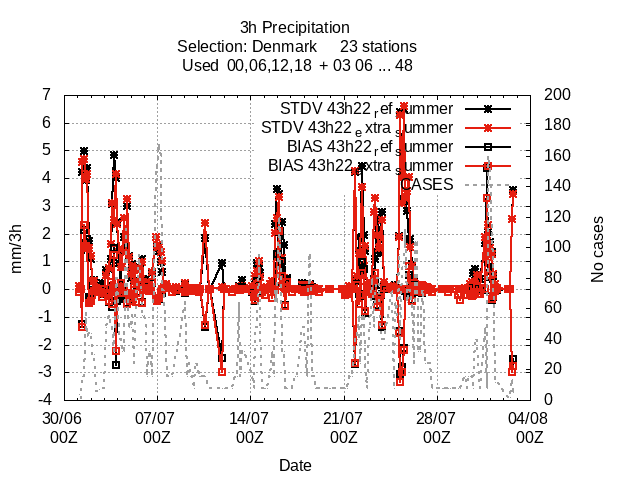 3h Precipitation
Selection: Denmark 23 stations
Used 00,06,12,18 + 03 06 ... 48
STDV 43h22_ref_summer
STDV 43h22_extra_summer
BIAS 43h22_ref_summer
BIAS 43h22_extra_summer
CASES
7
6
5
4
3
2
1
0
-1
-2
-3
-4
mm/3h
200
180
160
140
120
100
80
60
40
20
0
No cases
30/06 07/07 14/07 21/07 28/07 04/08
00Z 00Z 00Z 00Z 00Z 00Z
Date